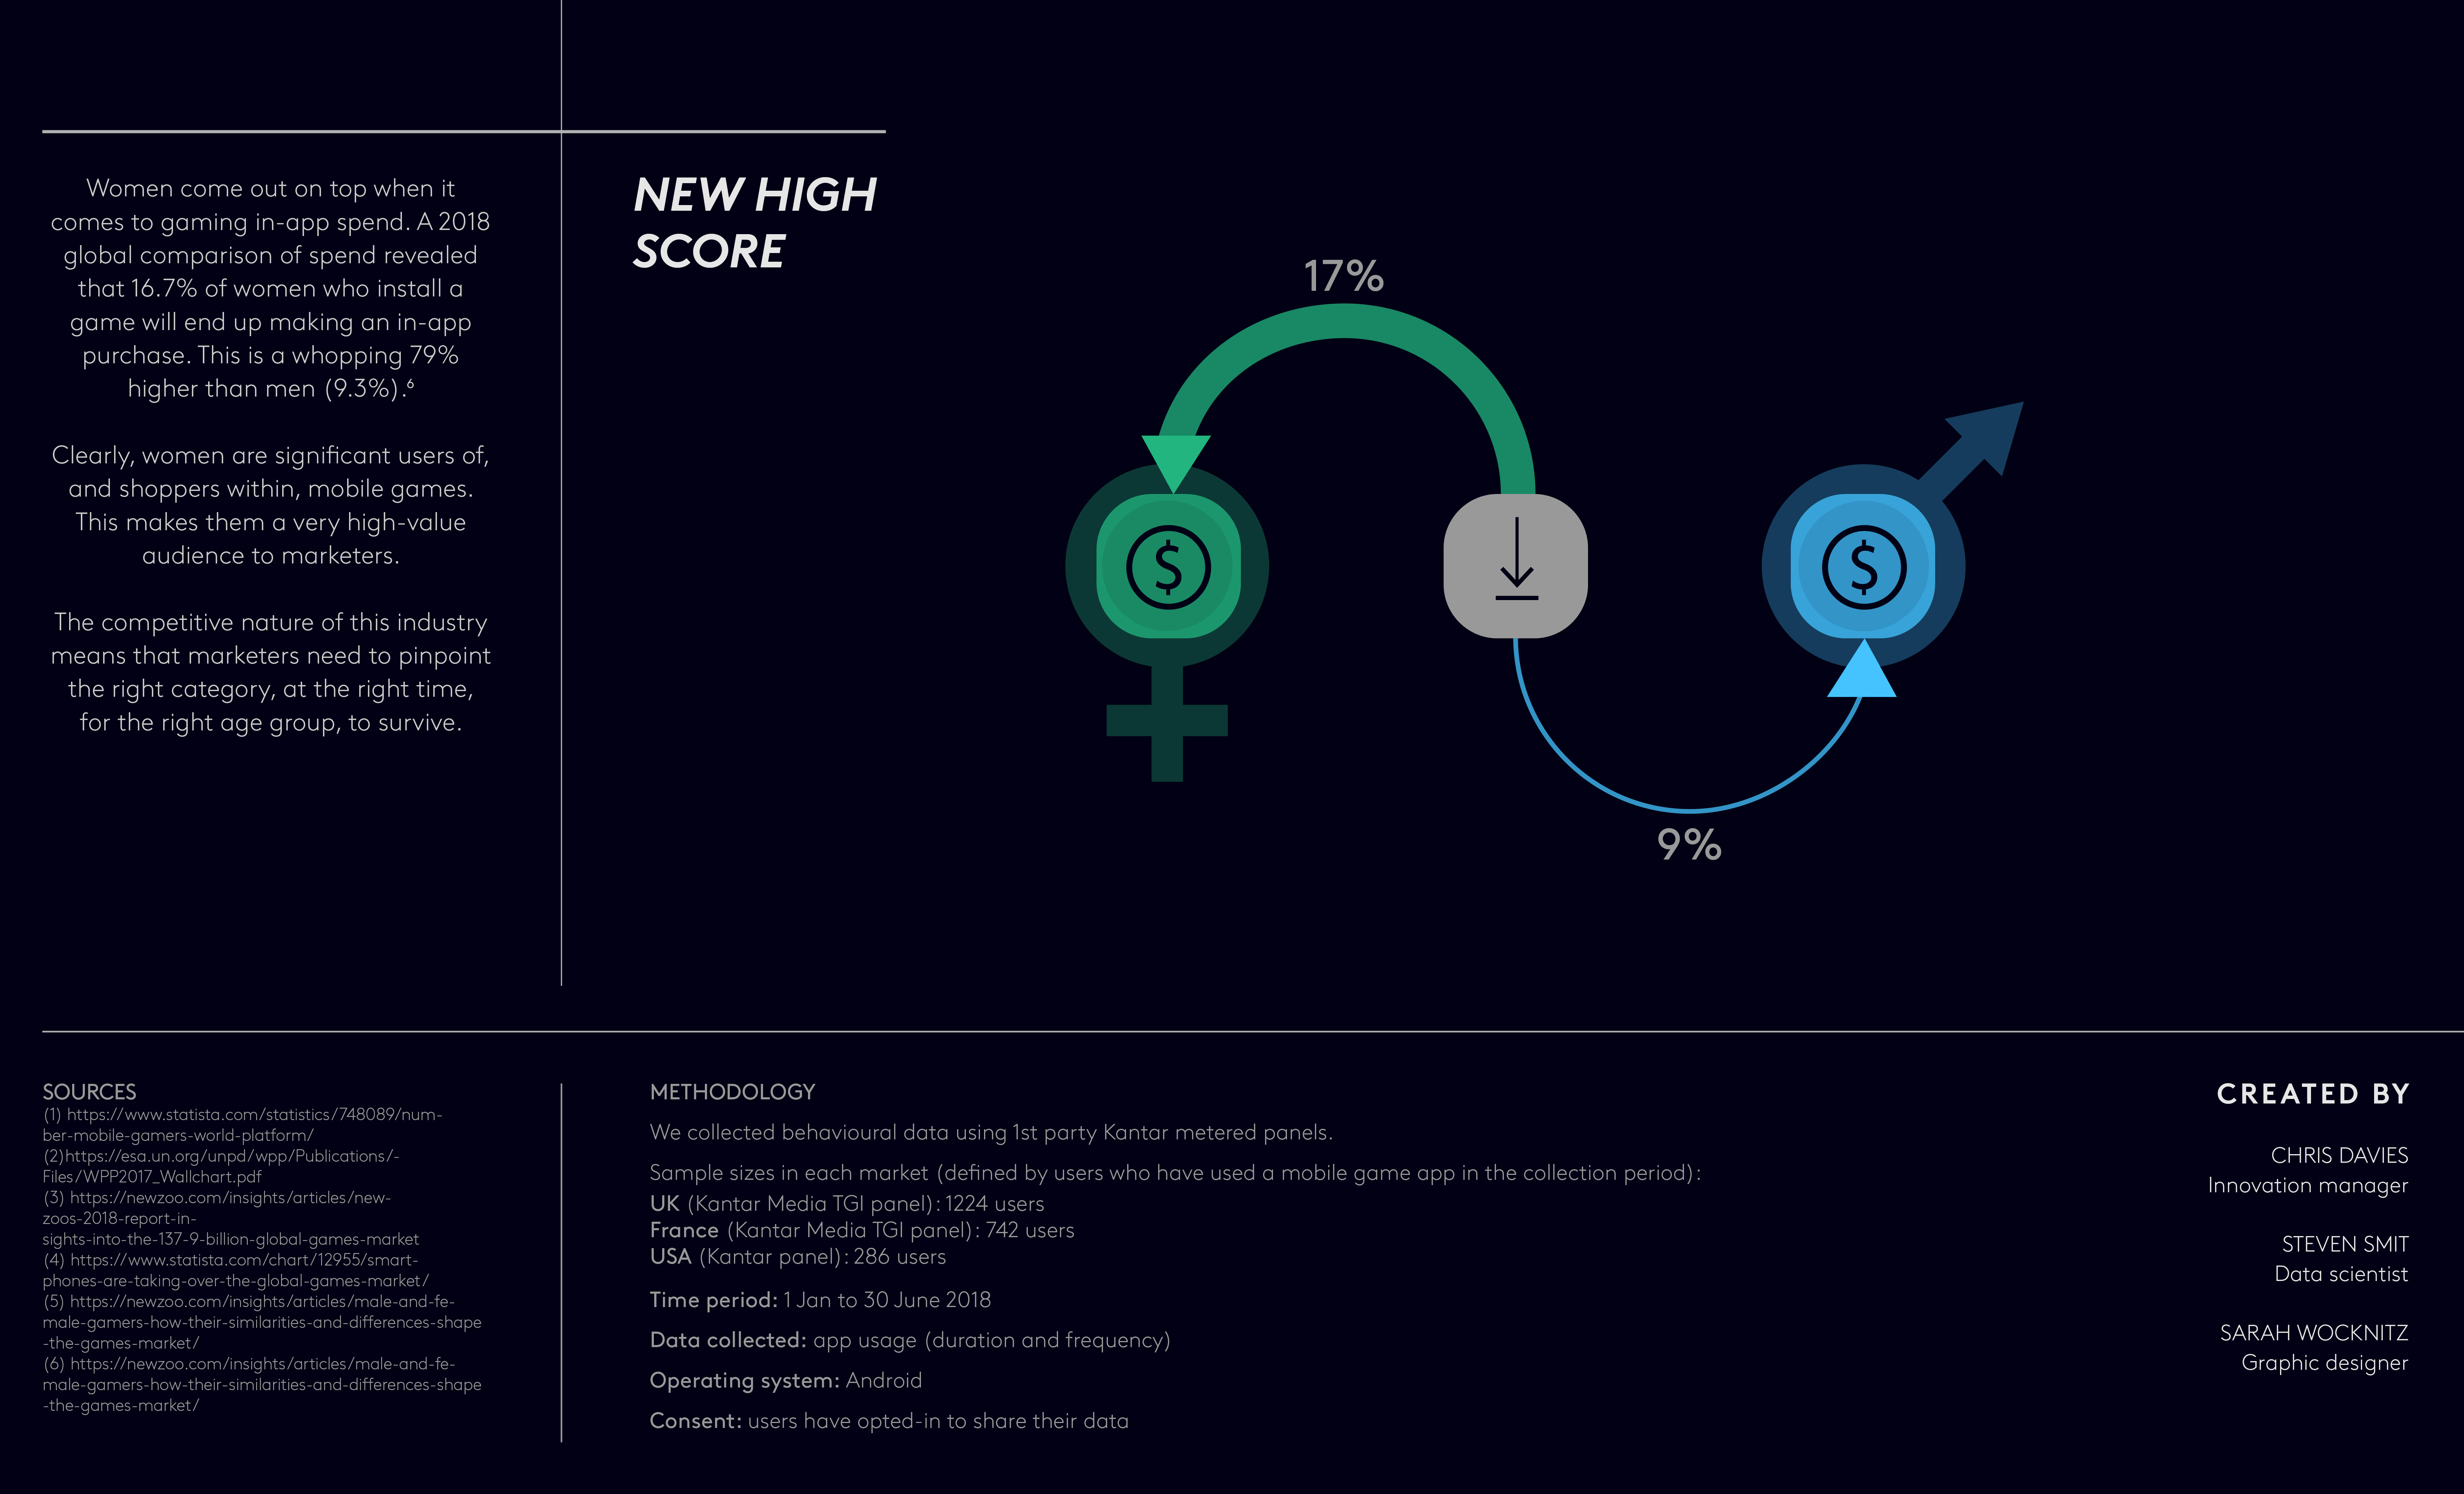 Women come out on top when it
comes to gaming in-app spend. A 2018
global comparison of spend revealed
that 16.7% of women who install a
game will end up making an in-app
purchase. This is a whopping 79%
higher than men (9.3%).⁶
Clearly, women are significant users of,
and shoppers within, mobile games.
This makes them a very high-value
audience to marketers.
The competitive nature of this industry
means that marketers need to pinpoint
the right category, at the right time,
for the right age group, to survive.
NEW HIGH
SCORE
17%
$
$
9%
SOURCES
(1) https://www.statista.com/statistics/748089/num-
ber-mobile-gamers-world-platform/
(2)https://esa.un.org/unpd/wpp/Publications/-
Files/WPP2017_Wallchart.pdf
(3) https://newzoo.com/insights/articles/new-
zoos-2018-report-in-
sights-into-the-137-9-billion-global-games-market
(4) https://www.statista.com/chart/12955/smart-
phones-are-taking-over-the-global-games-market/
(5) https://newzoo.com/insights/articles/male-and-fe-
male-gamers-how-their-similarities-and-differences-shape
-the-games-market/
(6) https://newzoo.com/insights/articles/male-and-fe-
male-gamers-how-their-similarities-and-differences-shape
-the-games-market/
METHODOLOGY
We collected behavioural data using 1st party Kantar metered panels.
Sample sizes in each market (defined by users who have used a mobile game app in the collection period):
UK (Kantar Media TGI panel): 1224 users
France (Kantar Media TGI panel): 742 users
USA (Kantar panel): 286 users
Time period: 1 Jan to 30 June 2018
Data collected: app usage (duration and frequency)
Operating system: Android
Consent: users have opted-in to share their data
CREATED BY
CHRIS DAVIES
Innovation manager
STEVEN SMIT
Data scientist
SARAH WOCKNITZ
Graphic designer